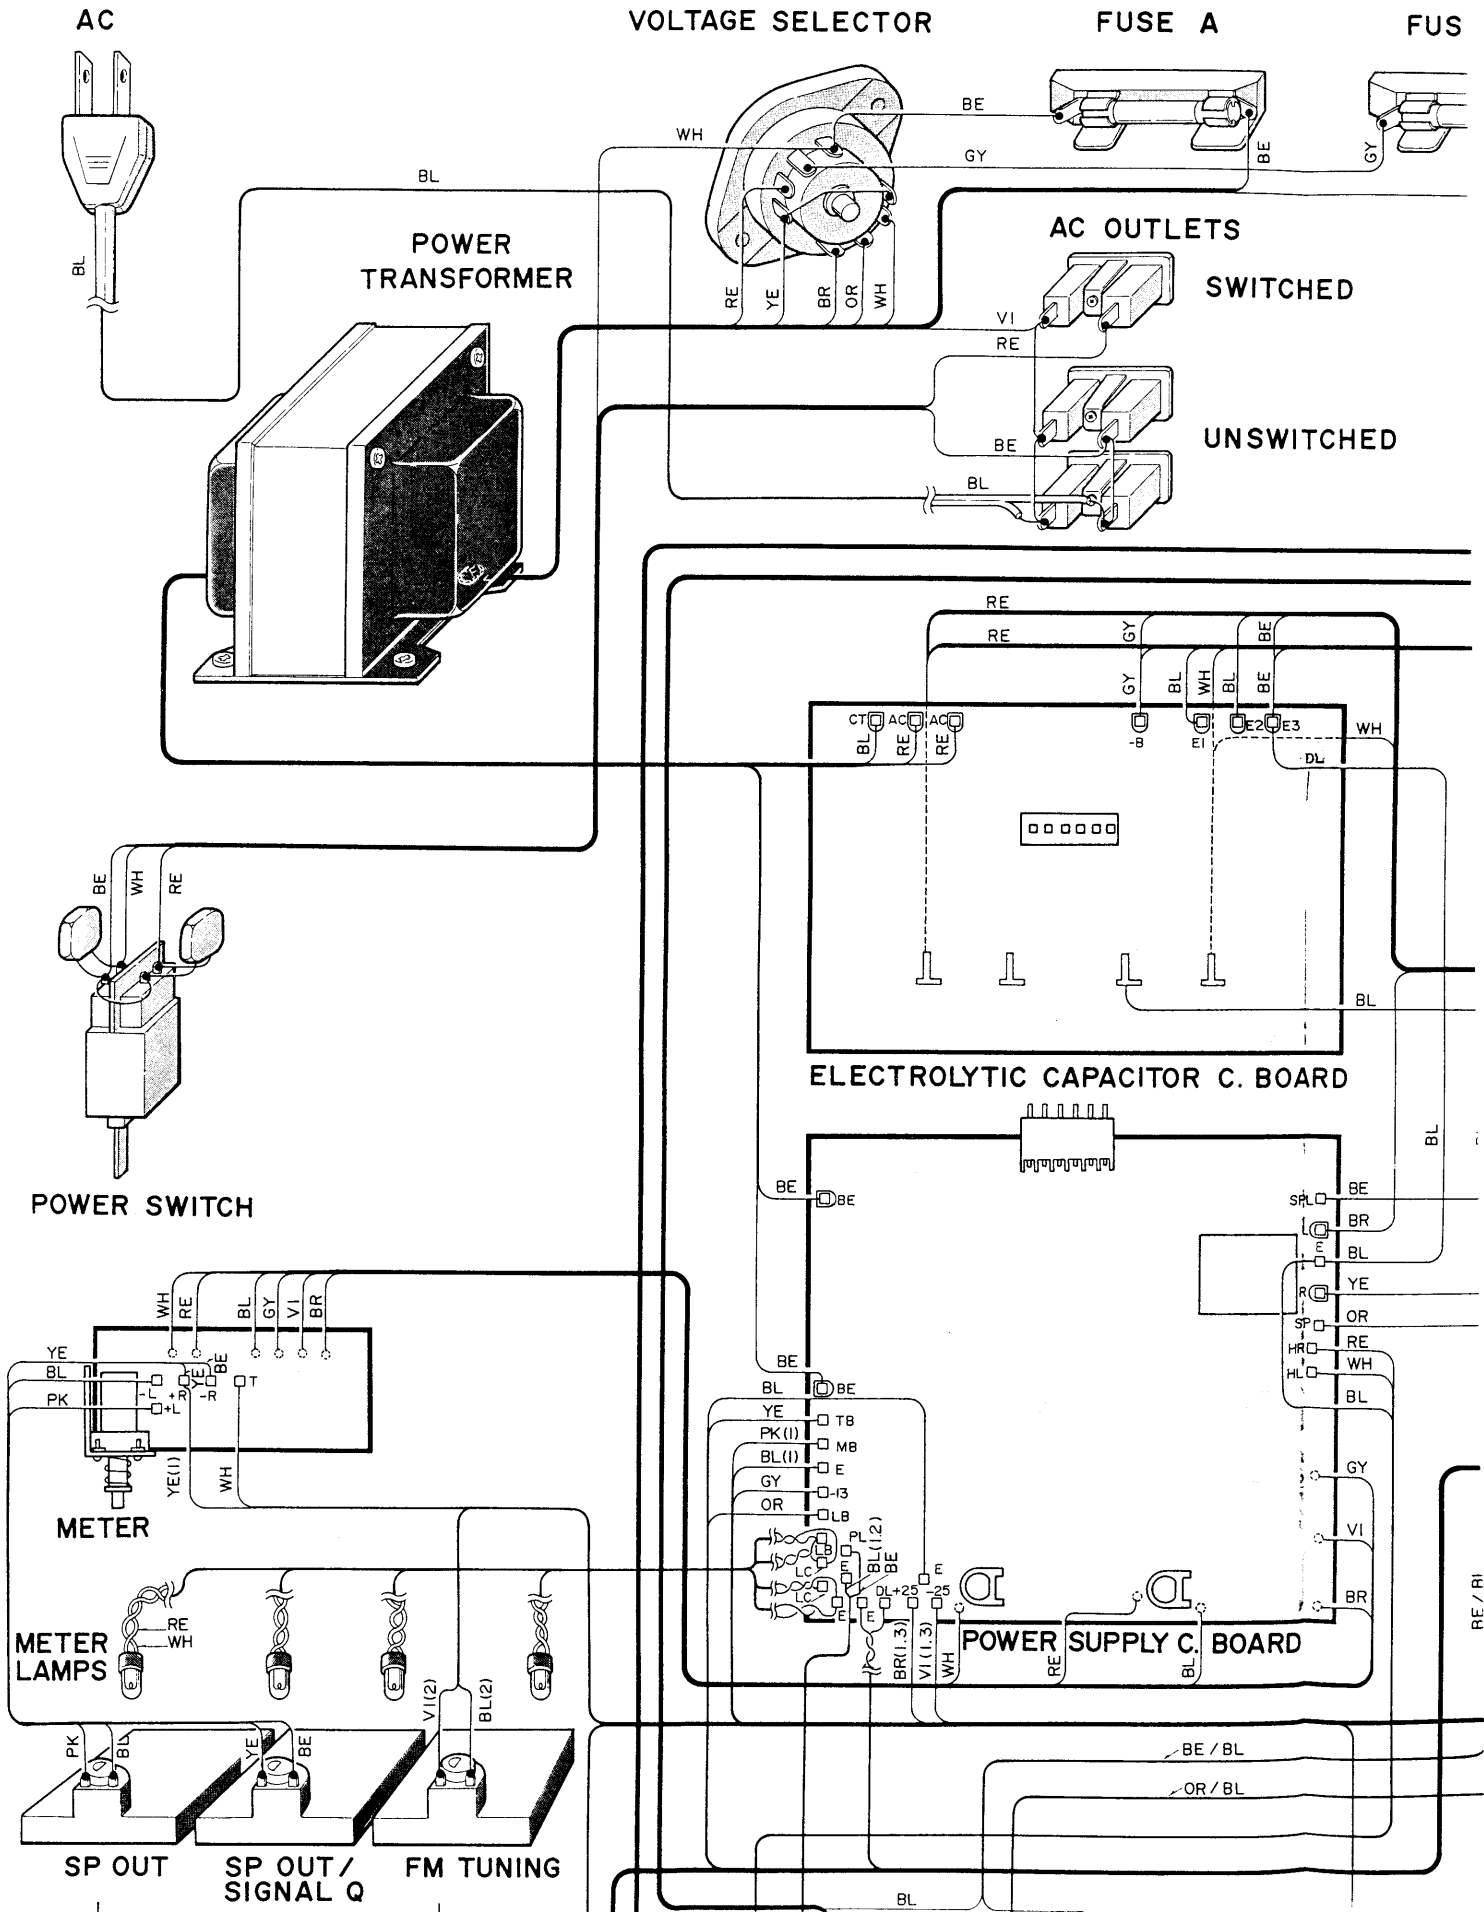 AC
VOLTAGE SELECTOR
FUSE A
FUS
BE
WH
GY
BE
GY
BL
POWER
TRANSFORMER
BL
AC OUTLETS
SWITCHED
RE
YE
BR
OR
WH
VI
RE
BE
UNSWITCHED
BL
RE
GY
BE
RE
GY
BL
WH
BL
BE
CT
AC
AC
BL
RE
RE
-B
E1
E2
E3
WH
DL
BE
WH
RE
BL
ELECTROLYTIC CAPACITOR C. BOARD
BL
POWER SWITCH
BE
BE
SPL
BE
L
BR
E
BL
R
YE
SP
OR
HR
RE
HL
WH
BL
WH
RE
BL
GY
VI
BR
YE
BL
PK
YE
BE
-L
+R
-R
T
+L
YE(1)
WH
METER
BE
BE
BL
YE
TB
PK(1)
MB
BL(1)
E
GY
-13
OR
LB
GY
VI
BR
LB
PL
BL(1.2)
BE
LC
E
LC
E
E
DL
+25
-25
E
BR(1.3)
VI(1.3)
WH
POWER SUPPLY C. BOARD
RE
BL
RE
WH
METER
LAMPS
VI(2)
BL(2)
BE/BL
PK
BL
YE
BE
BE/BL
OR/BL
SP OUT
SP OUT/
SIGNAL Q
FM TUNING
BL